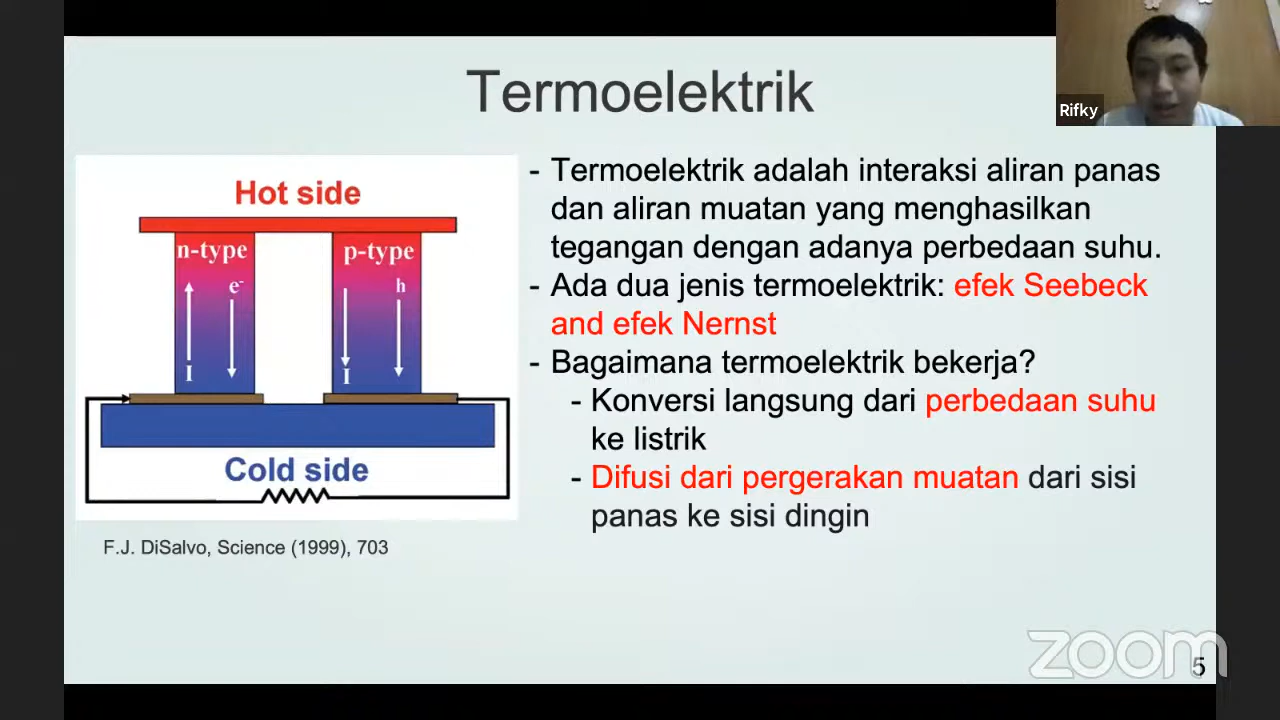 Termoelektrik
Rifky
Hot side
n-type
p-type
e-
h
I
I
Cold side
F.J. DiSalvo, Science (1999), 703
- Termoelektrik adalah interaksi aliran panas
dan aliran muatan yang menghasilkan
tegangan dengan adanya perbedaan suhu.
- Ada dua jenis termoelektrik: efek Seebeck
and efek Nernst
- Bagaimana termoelektrik bekerja?
- Konversi langsung dari perbedaan suhu
ke listrik
- Difusi dari pergerakan muatan dari sisi
panas ke sisi dingin
zoom
5